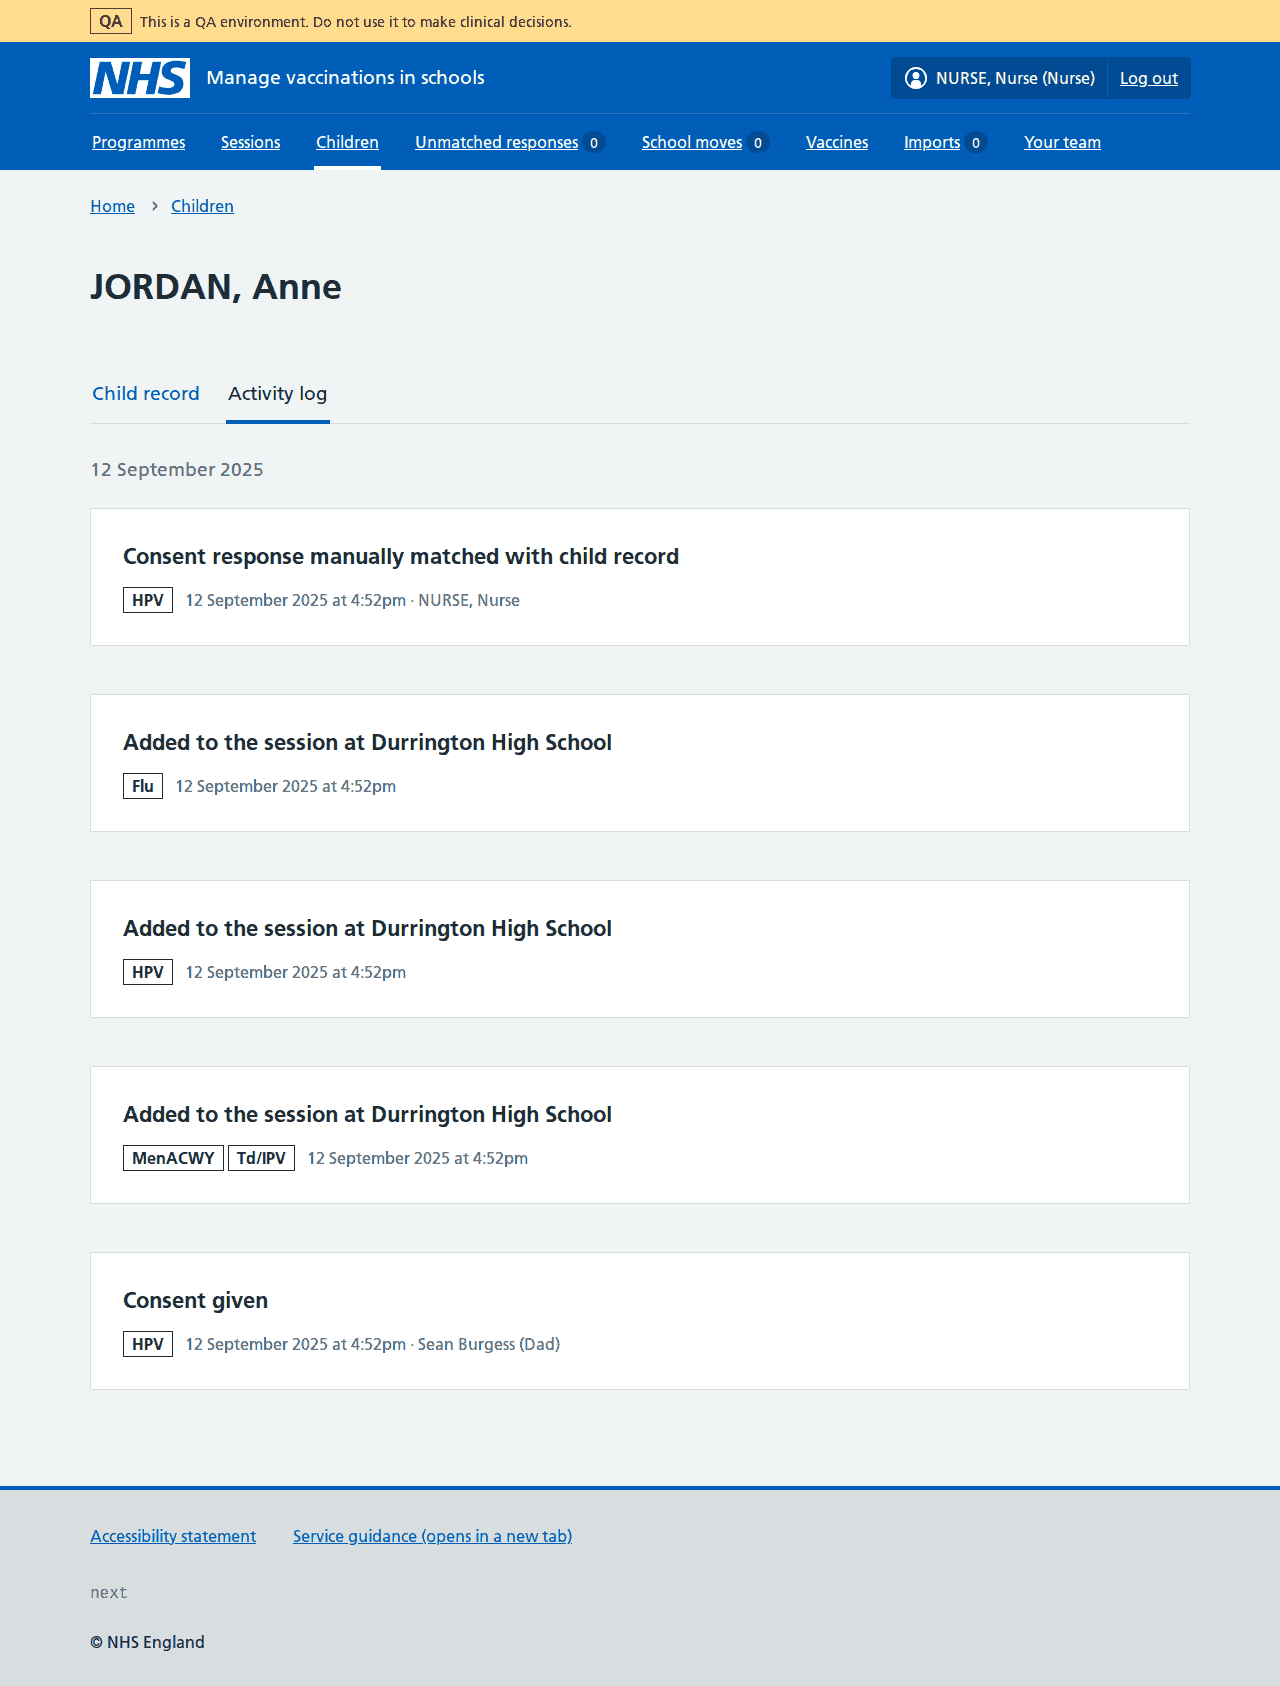 QA This is a QA environment. Do not use it to make clinical decisions.
NHS Manage vaccinations in schools NURSE, Nurse (Nurse) Log out
Programmes Sessions Children Unmatched responses 0 School moves 0 Vaccines Imports 0 Your team
Home › Children
JORDAN, Anne
Child record Activity log
12 September 2025
Consent response manually matched with child record
HPV 12 September 2025 at 4:52pm · NURSE, Nurse
Added to the session at Durrington High School
Flu 12 September 2025 at 4:52pm
Added to the session at Durrington High School
HPV 12 September 2025 at 4:52pm
Added to the session at Durrington High School
MenACWY Td/IPV 12 September 2025 at 4:52pm
Consent given
HPV 12 September 2025 at 4:52pm · Sean Burgess (Dad)
Accessibility statement Service guidance (opens in a new tab)
next
© NHS England